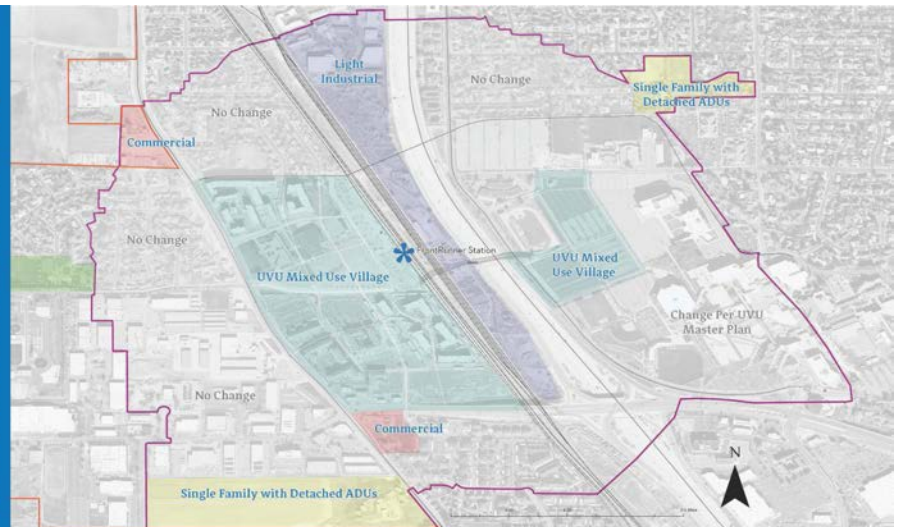 Light
Industrial
No Change
Single Family with
Detached ADUs
No Change
Commercial
No Change
FrontRunner Station
UVU Mixed Use Village
UVU Mixed
Use Village
Change Per UVU
Master Plan
No Change
Commercial
N
Single Family with Detached ADUs